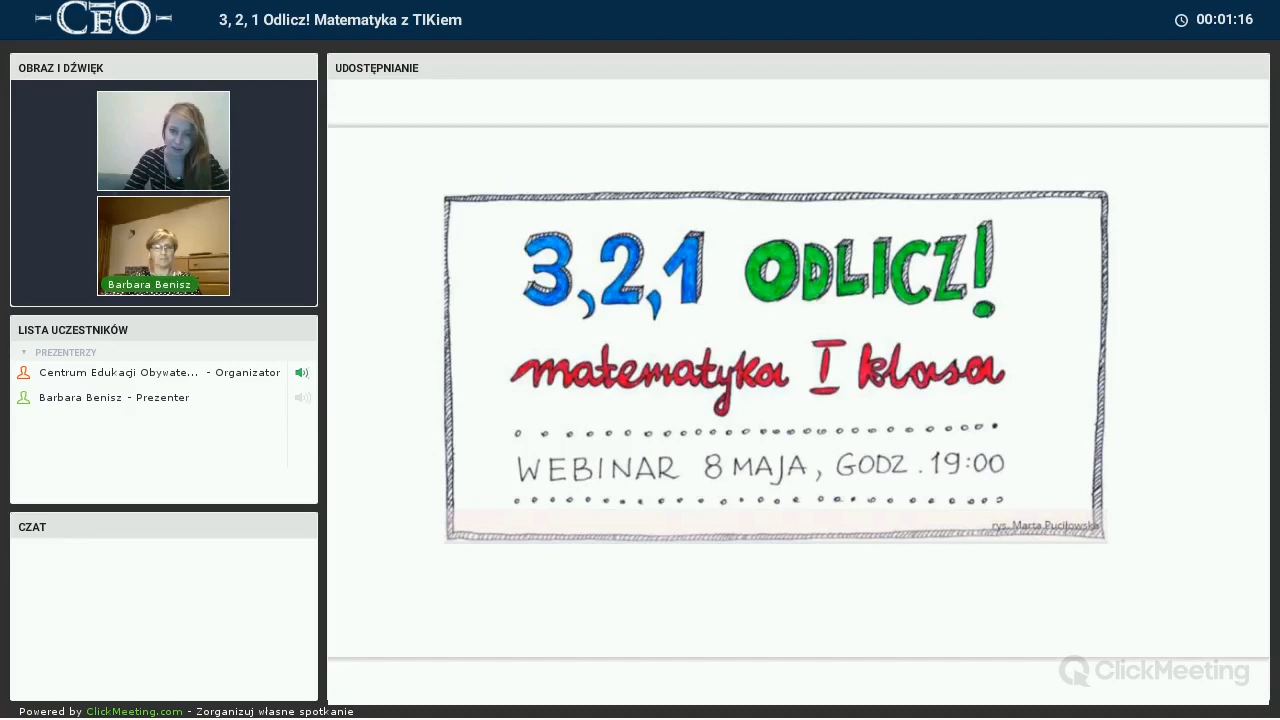 CEO
3, 2, 1 Odlicz! Matematyka z TIKiem
00:01:16
OBRAZ I DŹWIĘK
Barbara Benisz
LISTA UCZESTNIKÓW
PREZENTERZY
Centrum Edukacji Obywate... - Organizator
Barbara Benisz - Prezenter
CZAT
UDOSTĘPNIANIE
3,2,1 ODLICZ!
matematyka I klasa
WEBINAR 8 MAJA, GODZ. 19:00
rys. Marta Puciłowska
ClickMeeting
Powered by ClickMeeting.com - Zorganizuj własne spotkanie